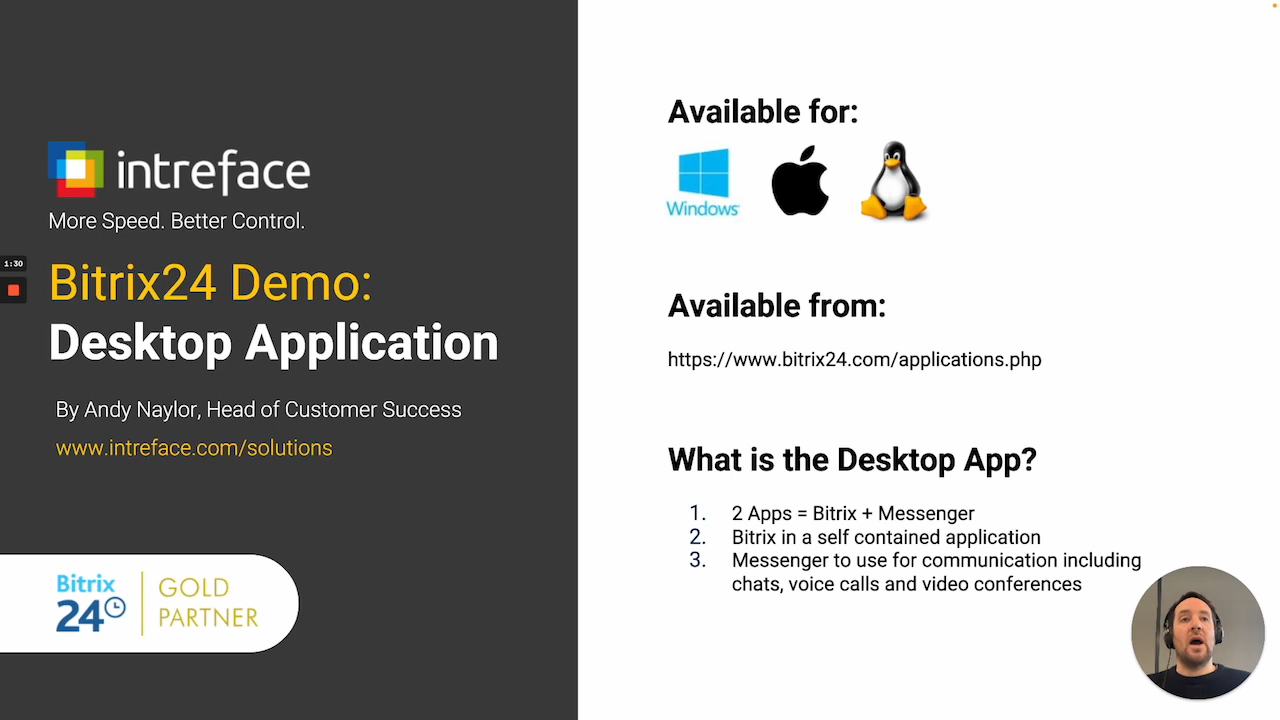 intreface
More Speed. Better Control.
1:30
Bitrix24 Demo:
Desktop Application
By Andy Naylor, Head of Customer Success
www.intreface.com/solutions
Bitrix
24
GOLD
PARTNER
Available for:
Windows
Available from:
https://www.bitrix24.com/applications.php
What is the Desktop App?
1. 2 Apps = Bitrix + Messenger
2. Bitrix in a self contained application
3. Messenger to use for communication including
chats, voice calls and video conferences